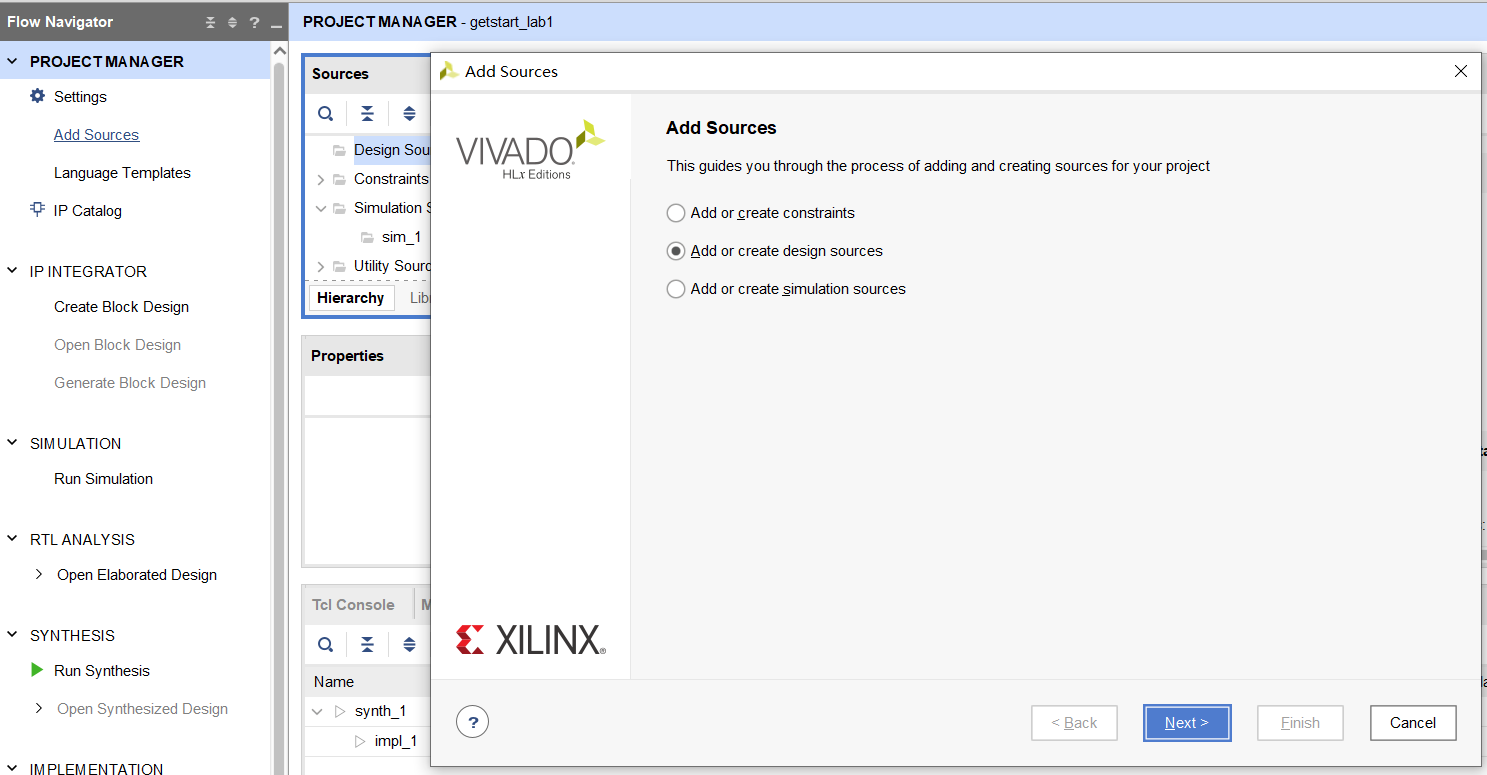 Flow Navigator
?
PROJECT MANAGER - getstart_lab1
PROJECT MANAGER
Settings
Add Sources
Language Templates
IP Catalog
IP INTEGRATOR
Create Block Design
Open Block Design
Generate Block Design
SIMULATION
Run Simulation
RTL ANALYSIS
Open Elaborated Design
SYNTHESIS
Run Synthesis
Open Synthesized Design
IMPLEMENTATION
Sources
Design Sou
Constraints
Simulation S
sim_1
Utility Sourc
Hierarchy
Lib
Properties
Tcl Console
M
Name
synth_1
impl_1
Add Sources
VIVADO
HLx Editions
XILINX®
Add Sources
This guides you through the process of adding and creating sources for your project
Add or create constraints
Add or create design sources
Add or create simulation sources
?
< Back
Next >
Finish
Cancel